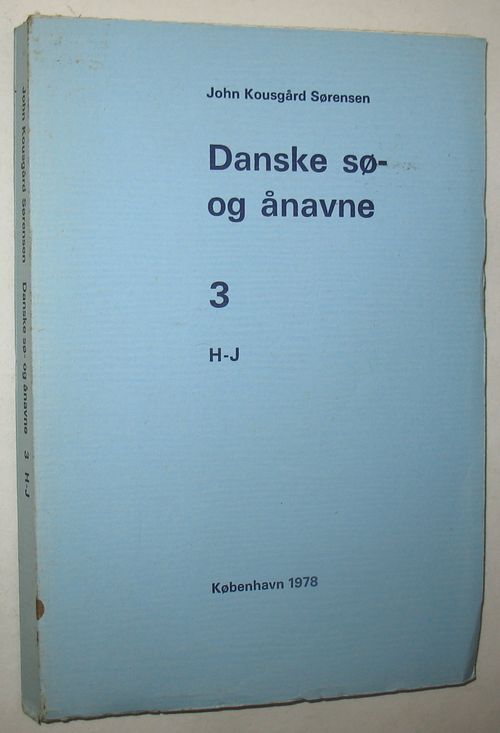 John Kousgård Sørensen
Danske sø-
og ånavne
3
H-J
København 1978
John Kousgård Sørensen Danske sø- og ånavne 3 H-J